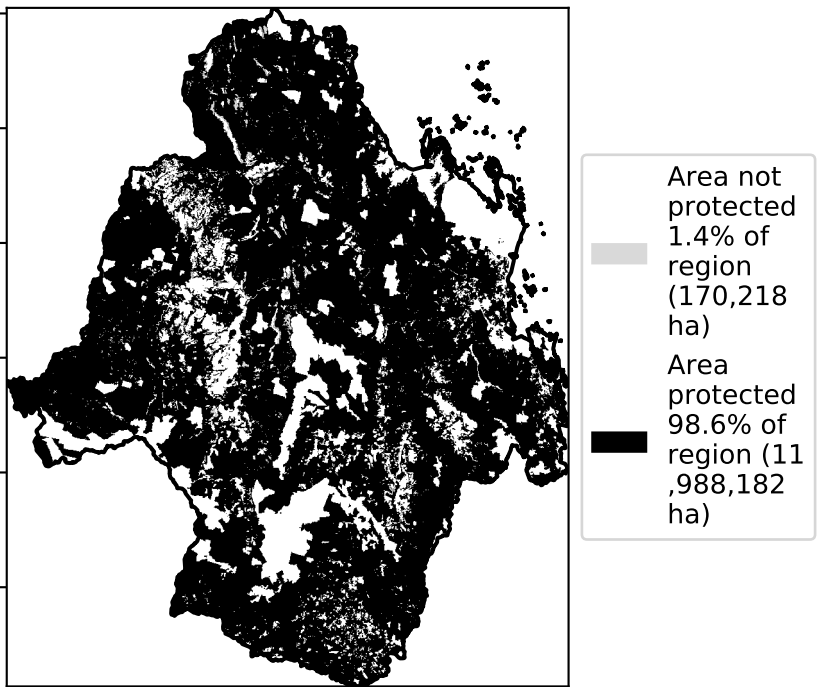 Area not
protected
1.4% of
region
(170,218
ha)
Area
protected
98.6% of
region (11
,988,182
ha)